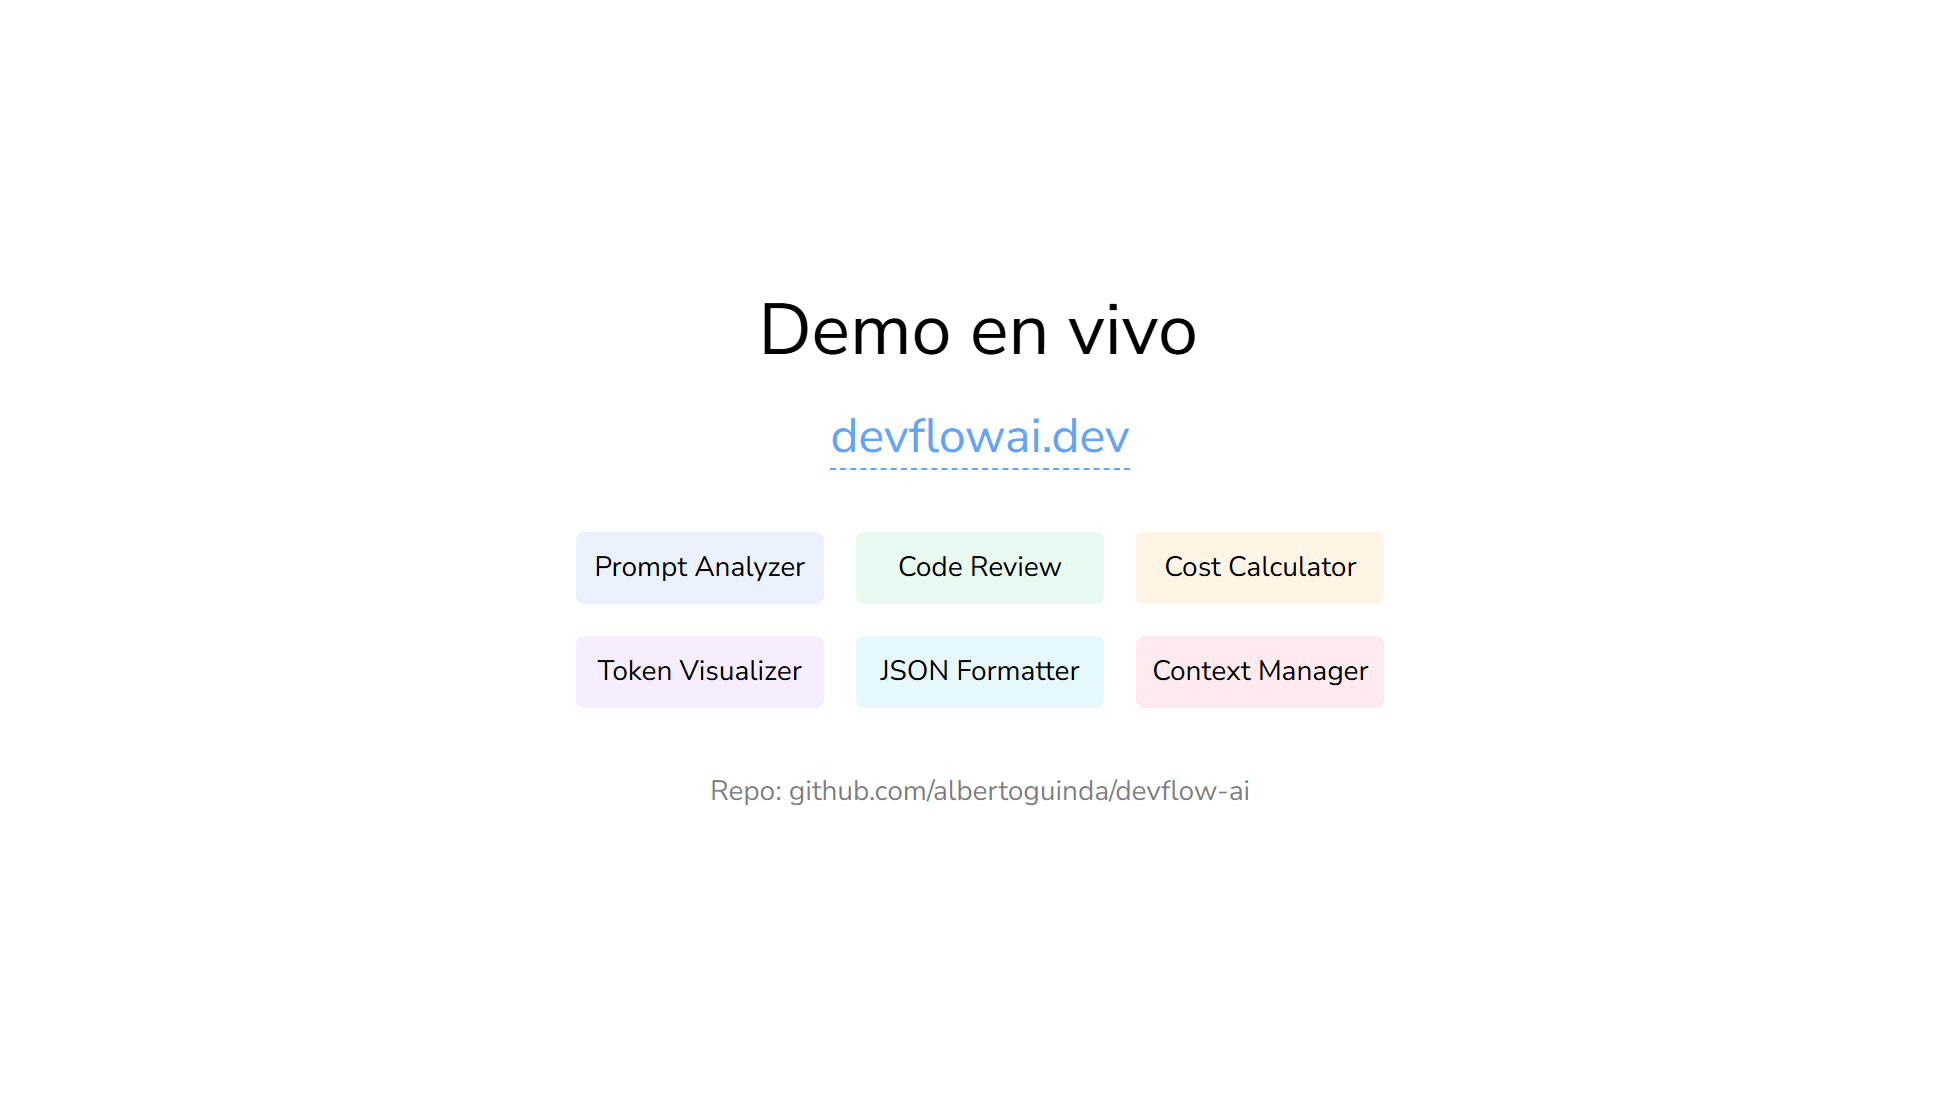 Demo en vivo
devflowai.dev
Prompt Analyzer
Code Review
Cost Calculator
Token Visualizer
JSON Formatter
Context Manager
Repo: github.com/albertoguinda/devflow-ai